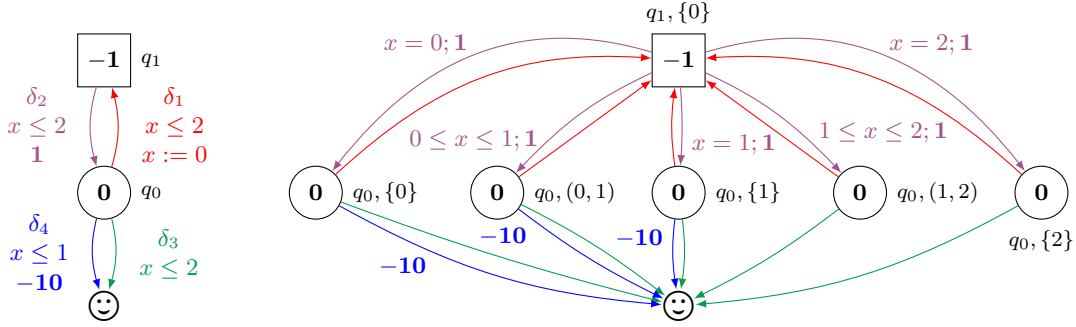 −1 q₁
δ₂
x ≤ 2
1
δ₁
x ≤ 2
x := 0
0 q₀
δ₄
x ≤ 1
−10
δ₃
x ≤ 2
q₁, {0}
−1
x = 0; 1
x = 2; 1
0 ≤ x ≤ 1; 1
x = 1; 1
1 ≤ x ≤ 2; 1
0 q₀, {0}
0 q₀, (0, 1)
0 q₀, {1}
0 q₀, (1, 2)
0
q₀, {2}
−10
−10
−10